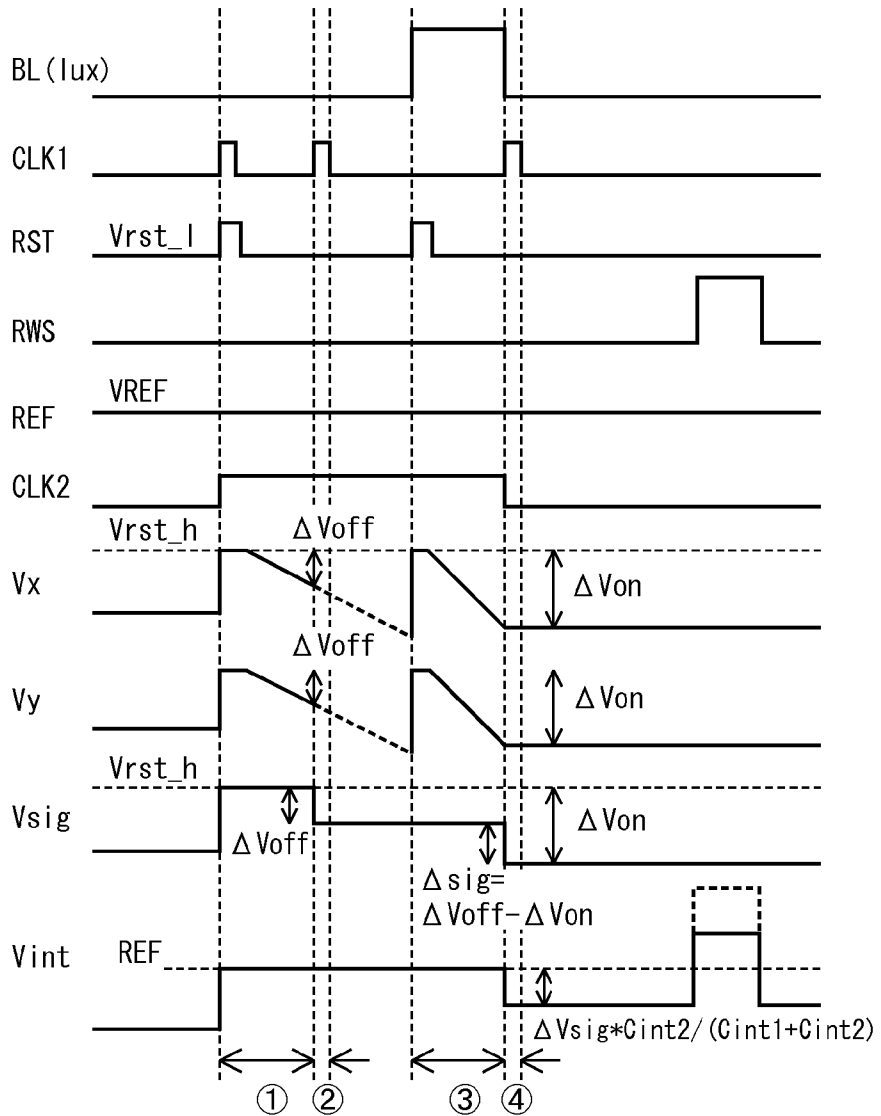 BL(lux)
CLK1
RST Vrst_l
RWS
VREF
REF
CLK2
Vrst_h
ΔVoff
Vx
ΔVon
ΔVoff
Vy
ΔVon
Vrst_h
Vsig
ΔVoff
ΔVon
Δsig=
ΔVoff-ΔVon
Vint REF
ΔVsig*Cint2/(Cint1+Cint2)
① ② ③ ④